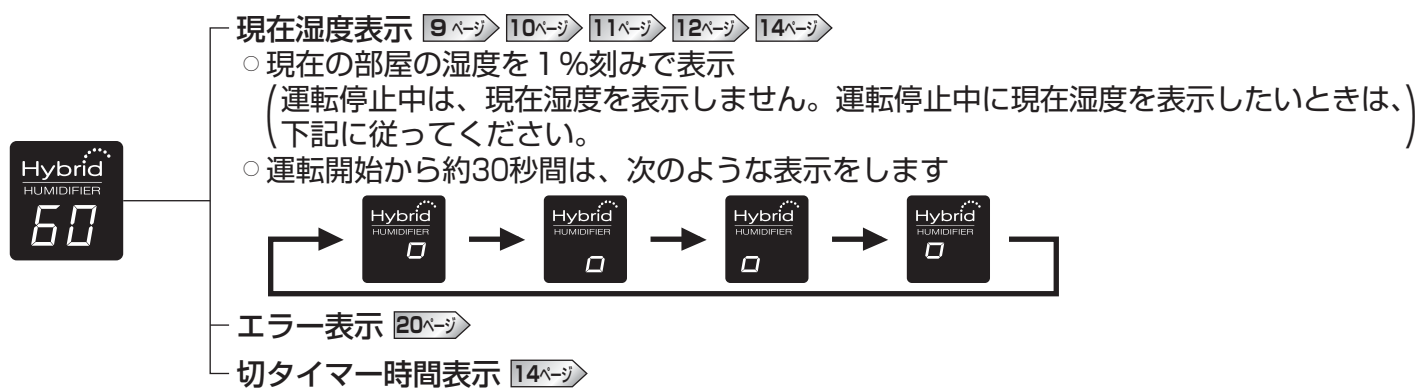 現在湿度表示 9ページ 10ページ 11ページ 12ページ 14ページ
○ 現在の部屋の湿度を1%刻みで表示
(運転停止中は、現在湿度を表示しません。運転停止中に現在湿度を表示したいときは、
下記に従ってください。)
Hybrid
HUMIDIFIER
60
○ 運転開始から約30秒間は、次のような表示をします
Hybrid
HUMIDIFIER
Hybrid
HUMIDIFIER
Hybrid
HUMIDIFIER
Hybrid
HUMIDIFIER
エラー表示 20ページ
切タイマー時間表示 14ページ